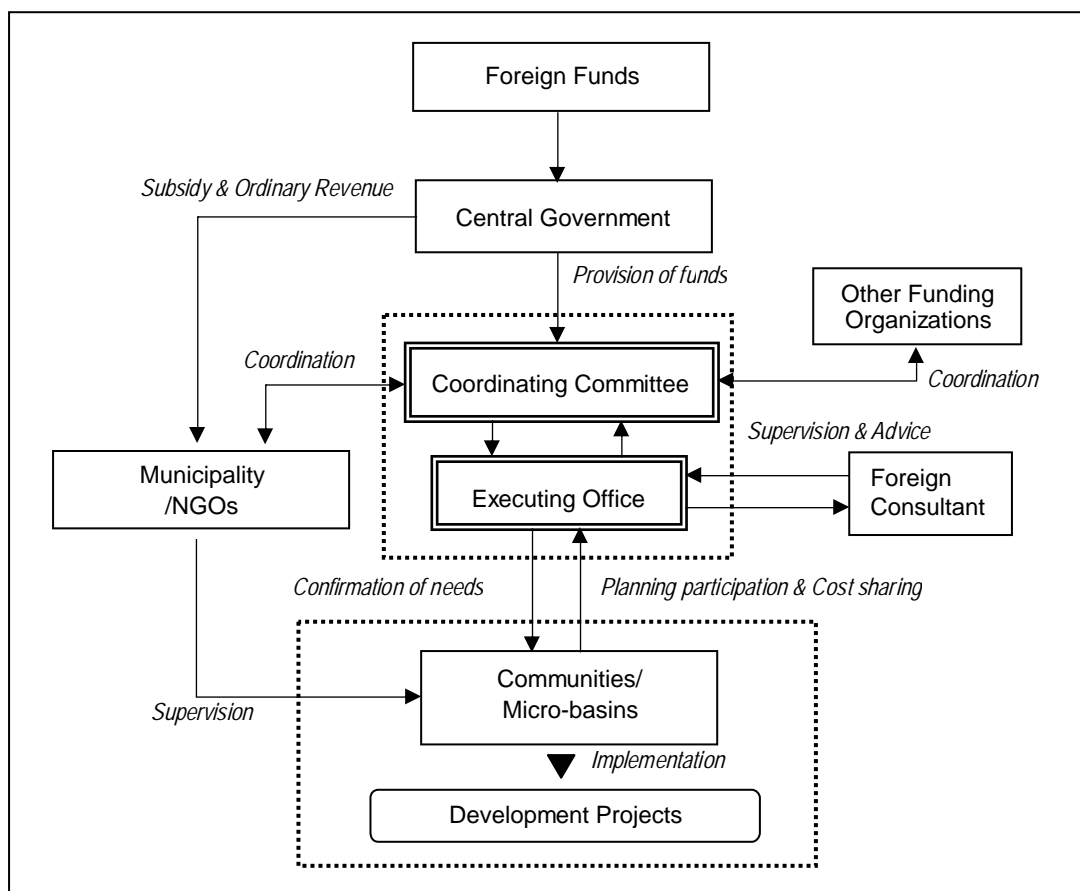 Foreign Funds
Subsidy & Ordinary Revenue
Central Government
Provision of funds
Other Funding
Organizations
Coordination
Coordinating Committee
Coordination
Supervision & Advice
Municipality
/NGOs
Executing Office
Foreign
Consultant
Confirmation of needs
Planning participation & Cost sharing
Communities/
Micro-basins
Supervision
Implementation
Development Projects